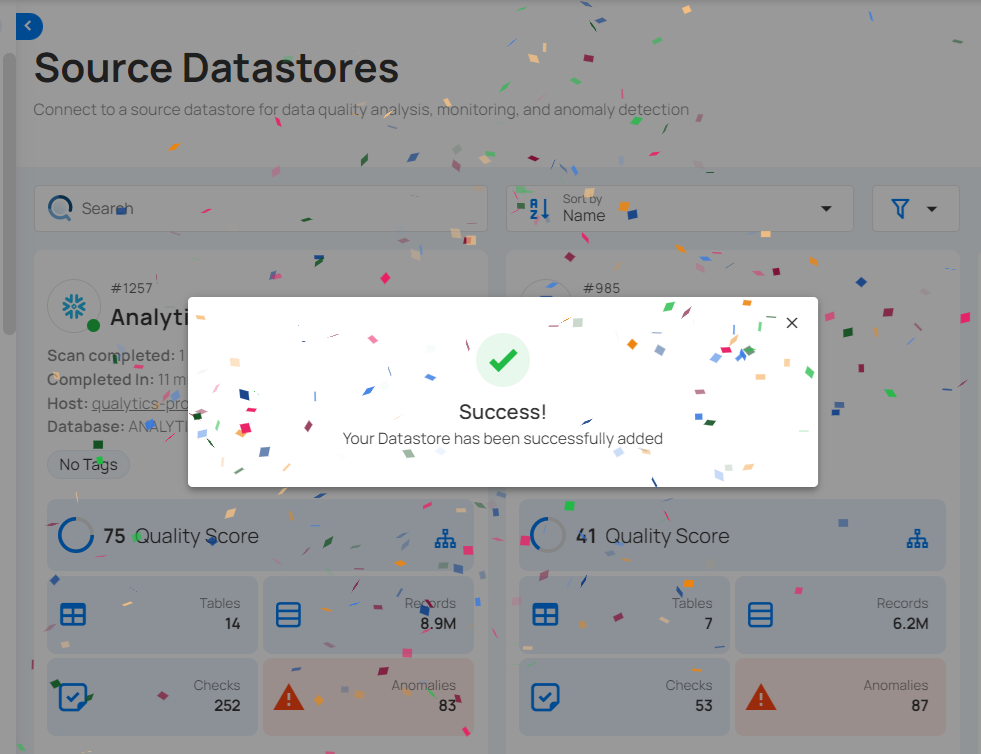 Source Datastores
Connect to a source datastore for data quality analysis, monitoring, and anomaly detection
Search
Sort by
Name
#1257
#985
Analyti
Scan completed: 1
Completed In: 11 m
Host: qualytics-pro
Database: ANALYTI
No Tags
Success!
Your Datastore has been successfully added
75 Quality Score
41 Quality Score
Tables
14
Records
8.9M
Tables
7
Records
6.2M
Checks
252
Anomalies
83
Checks
53
Anomalies
87